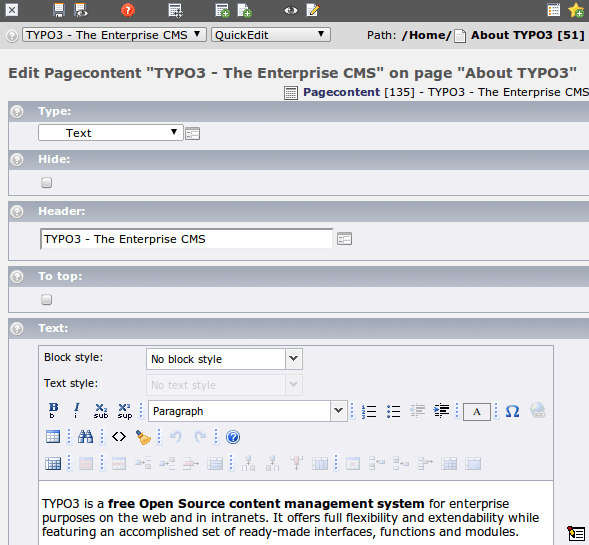 TYPO3 - The Enterprise CMS QuickEdit Path: /Home/ About TYPO3 [51]
Edit Pagecontent "TYPO3 - The Enterprise CMS" on page "About TYPO3"
Pagecontent [135] - TYPO3 - The Enterprise CMS
Type:
Text
Hide:
Header:
TYPO3 - The Enterprise CMS
To top:
Text:
Block style: No block style
Text style: No text style
B b I i X2 sub X2 sup Paragraph A Ω
TYPO3 is a free Open Source content management system for enterprise
purposes on the web and in intranets. It offers full flexibility and extendability while
featuring an accomplished set of ready-made interfaces, functions and modules.